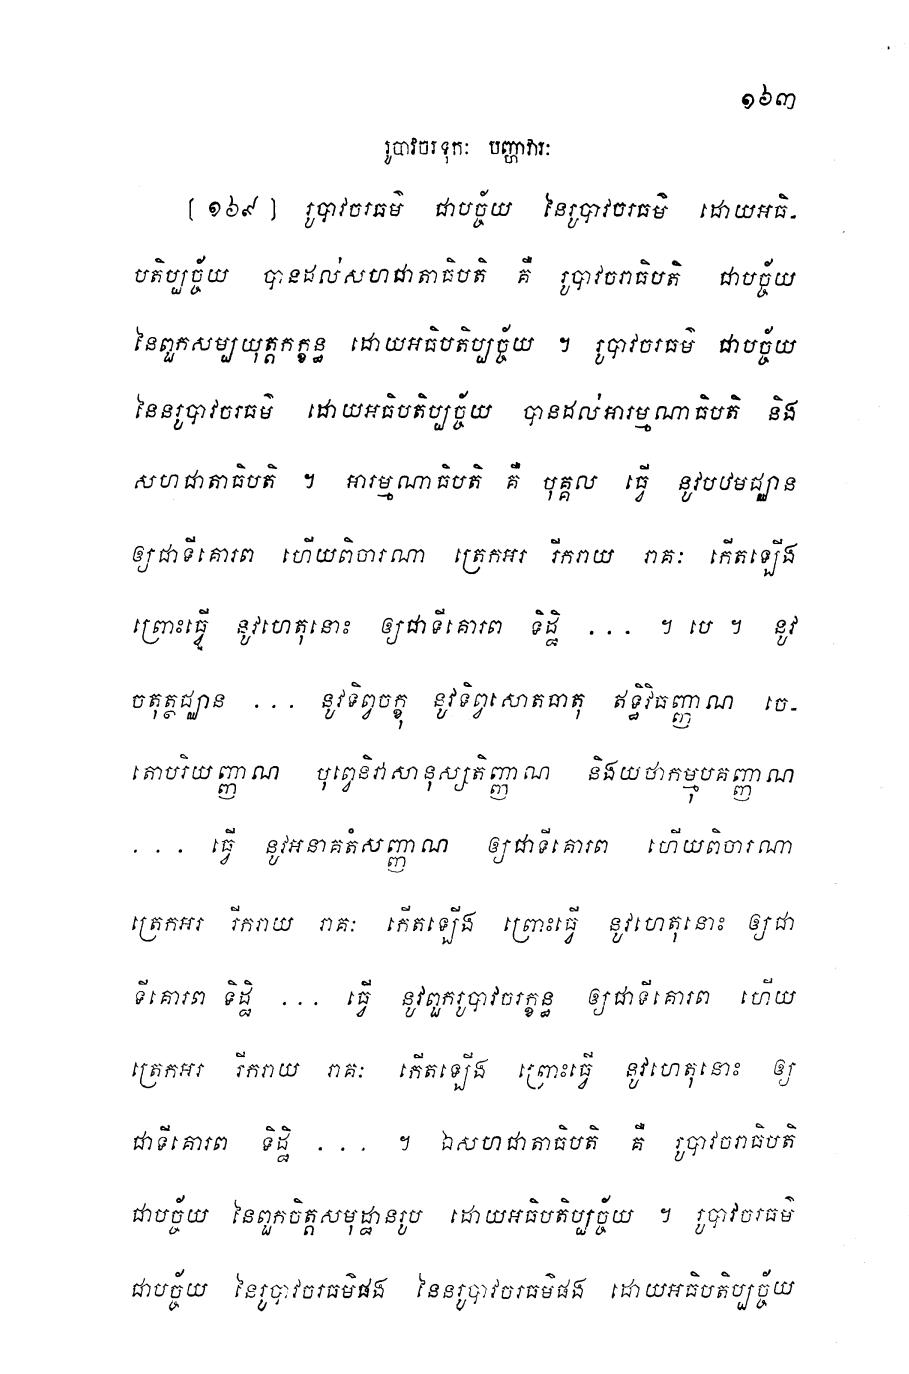 ១៦៣
រូបាវចរទុកៈ បញ្ហាវារៈ
[ ១៦៩ ] រូបាវចរធម៌ ជាបច្ច័យ នៃរូបាវចរធម៌ ដោយអធិ-
បតិប្បច្ច័យ បានដល់សហជាតាធិបតិ គឺ រូបាវចរាធិបតិ ជាបច្ច័យ
នៃពួកសម្បយុត្តកក្ខន្ធ ដោយអធិបតិប្បច្ច័យ ។ រូបាវចរធម៌ ជាបច្ច័យ
នៃនរូបាវចរធម៌ ដោយអធិបតិប្បច្ច័យ បានដល់អារម្មណាធិបតិ និង
សហជាតាធិបតិ ។ អារម្មណាធិបតិ គឺ បុគ្គល ធ្វើ នូវបឋមជ្ឈាន
ឲ្យជាទីគោរព ហើយពិចារណា ត្រេកអរ រីករាយ រាគៈ កើតឡើង
ព្រោះធ្វើ នូវហេតុនោះ ឲ្យជាទីគោរព ទិដ្ឋិ ... ។ បេ ។ នូវ
ចតុត្ថជ្ឈាន ... នូវទិព្វចក្ខុ នូវទិព្វសោតធាតុ ឥទ្ធិវិធញ្ញាណ ចេ-
តោបរិយញ្ញាណ បុព្វេនិវាសានុស្សតិញ្ញាណ និងយថាកម្មុបគញ្ញាណ
... ធ្វើ នូវអនាគតំសញ្ញាណ ឲ្យជាទីគោរព ហើយពិចារណា
ត្រេកអរ រីករាយ រាគៈ កើតឡើង ព្រោះធ្វើ នូវហេតុនោះ ឲ្យជា
ទីគោរព ទិដ្ឋិ ... ធ្វើ នូវពួករូបាវចរក្ខន្ធ ឲ្យជាទីគោរព ហើយ
ត្រេកអរ រីករាយ រាគៈ កើតឡើង ព្រោះធ្វើ នូវហេតុនោះ ឲ្យ
ជាទីគោរព ទិដ្ឋិ ... ។ ឯសហជាតាធិបតិ គឺ រូបាវចរាធិបតិ
ជាបច្ច័យ នៃពួកចិត្តសមុដ្ឋានរូប ដោយអធិបតិប្បច្ច័យ ។ រូបាវចរធម៌
ជាបច្ច័យ នៃរូបាវចរធម៌ផង នៃនរូបាវចរធម៌ផង ដោយអធិបតិប្បច្ច័យ